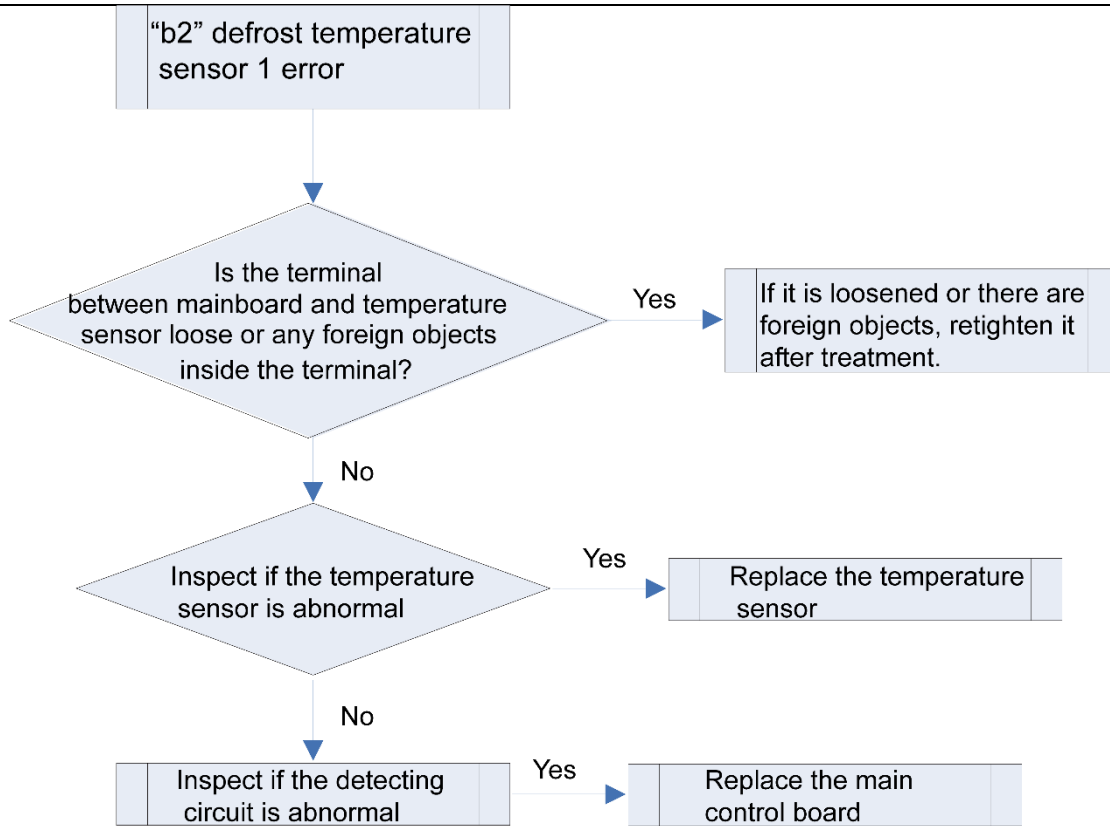 “b2” defrost temperature
sensor 1 error
Is the terminal
between mainboard and temperature
sensor loose or any foreign objects
inside the terminal?
Yes
If it is loosened or there are
foreign objects, retighten it
after treatment.
No
Inspect if the temperature
sensor is abnormal
Yes
Replace the temperature
sensor
No
Inspect if the detecting
circuit is abnormal
Yes
Replace the main
control board